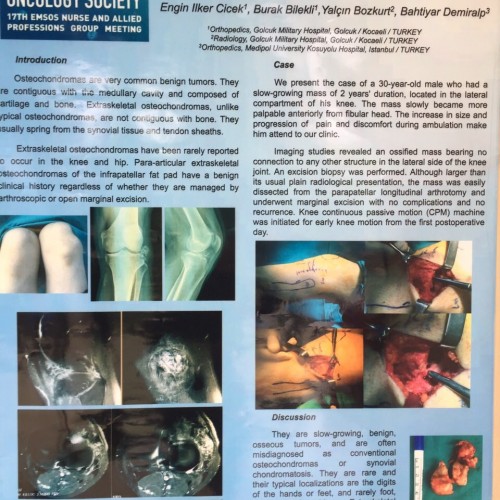 ONCOLOGY SOCIETY
17TH EMSOS NURSE AND ALLIED
PROFESSIONS GROUP MEETING
Engin Ilker Cicek¹, Burak Bilekli¹, Yalçın Bozkurt², Bahtiyar Demiralp³
¹Orthopedics, Golcuk Military Hospital, Golcuk / Kocaeli / TURKEY
²Radiology, Golcuk Military Hospital, Golcuk / Kocaeli / TURKEY
³Orthopedics, Medipol University Kosuyolu Hospital, Istanbul / TURKEY
Introduction
Osteochondromas are very common benign tumors. They
are contiguous with the medullary cavity and composed of
cartilage and bone. Extraskeletal osteochondromas, unlike
typical osteochondromas, are not contiguous with bone. They
usually spring from the synovial tissue and tendon sheaths.
Extraskeletal osteochondromas have been rarely reported
to occur in the knee and hip. Para-articular extraskeletal
osteochondromas of the infrapatellar fat pad have a benign
clinical history regardless of whether they are managed by
arthroscopic or open marginal excision.
Case
We present the case of a 30-year-old male who had a
slow-growing mass of 2 years' duration, located in the lateral
compartment of his knee. The mass slowly became more
palpable anteriorly from fibular head. The increase in size and
progression of pain and discomfort during ambulation make
him attend to our clinic.
Imaging studies revealed an ossified mass bearing no
connection to any other structure in the lateral side of the knee
joint. An excision biopsy was performed. Although larger than
its usual plain radiological presentation, the mass was easily
dissected from the parapatellar longitudinal arthrotomy and
underwent marginal excision with no complications and no
recurrence. Knee continuous passive motion (CPM) machine
was initiated for early knee motion from the first postoperative
day.
Discussion
They are slow-growing, benign,
osseous tumors, and are often
misdiagnosed as conventional
osteochondromas or synovial
chondromatosis. They are rare and
their typical localizations are the digits
of the hands or feet, and rarely foot,